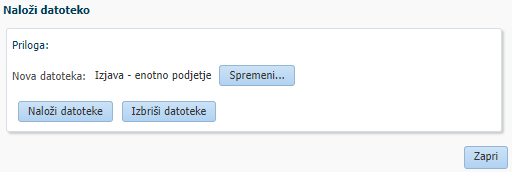 Naloži datoteko
Priloga:
Nova datoteka: Izjava - enotno podjetje Spremeni...
Naloži datoteke Izbriši datoteke
Zapri